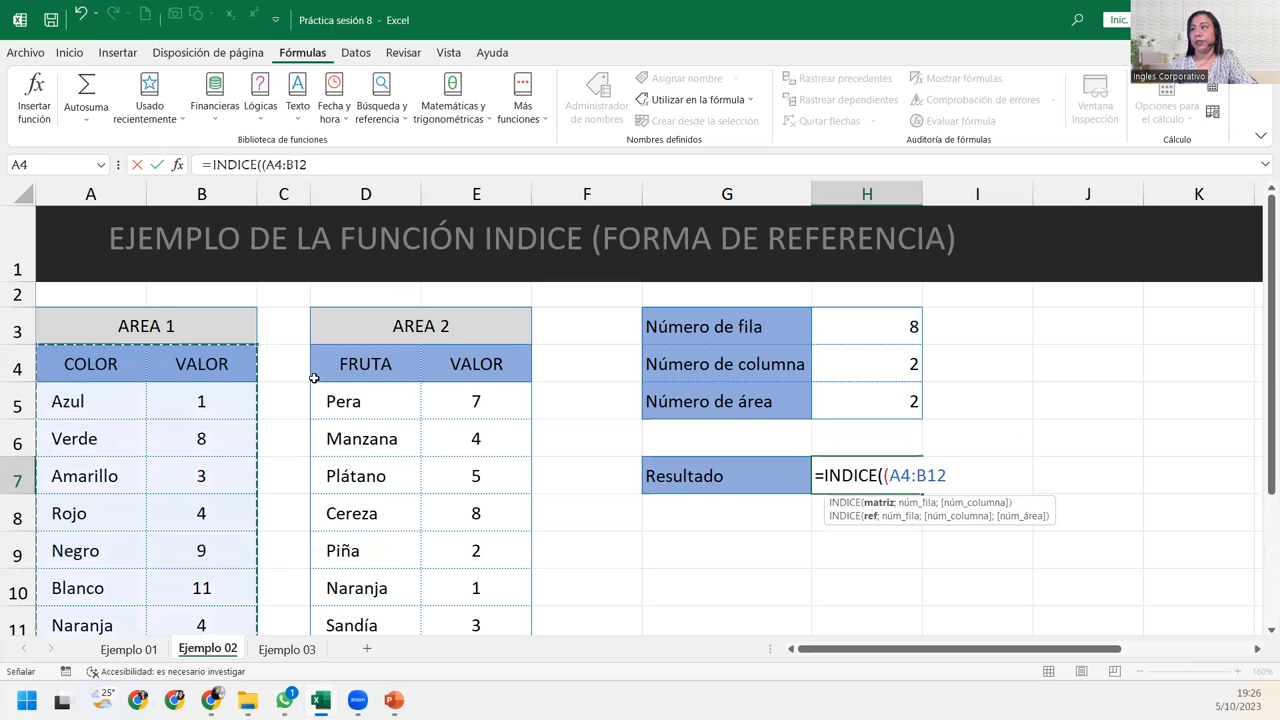 Práctica sesión 8 - Excel
Inic.
Archivo Inicio Insertar Disposición de página Fórmulas Datos Revisar Vista Ayuda
Ingles Corporativo
Insertar función
Autosuma
Usado recientemente
Financieras
Lógicas
Texto
Fecha y hora
Búsqueda y referencia
Matemáticas y trigonométricas
Más funciones
Biblioteca de funciones
Administrador de nombres
Asignar nombre
Utilizar en la fórmula
Crear desde la selección
Nombres definidos
Rastrear precedentes
Rastrear dependientes
Quitar flechas
Mostrar fórmulas
Comprobación de errores
Evaluar fórmula
Auditoría de fórmulas
Ventana Inspección
Opciones para el cálculo
Cálculo
A4 fx =INDICE((A4:B12
A B C D E F G H I J K
1 EJEMPLO DE LA FUNCIÓN INDICE (FORMA DE REFERENCIA)
2
3 AREA 1 AREA 2 Número de fila 8
4 COLOR VALOR FRUTA VALOR Número de columna 2
5 Azul 1 Pera 7 Número de área 2
6 Verde 8 Manzana 4
7 Amarillo 3 Plátano 5 Resultado =INDICE((A4:B12
INDICE(matriz; núm_fila; [núm_columna])
INDICE(ref; núm_fila; [núm_columna]; [núm_área])
8 Rojo 4 Cereza 8
9 Negro 9 Piña 2
10 Blanco 11 Naranja 1
11 Naranja 4 Sandía 3
Ejemplo 01 Ejemplo 02 Ejemplo 03
Señalar Accesibilidad: es necesario investigar 160%
25°
1
zoom
19:26
5/10/2023